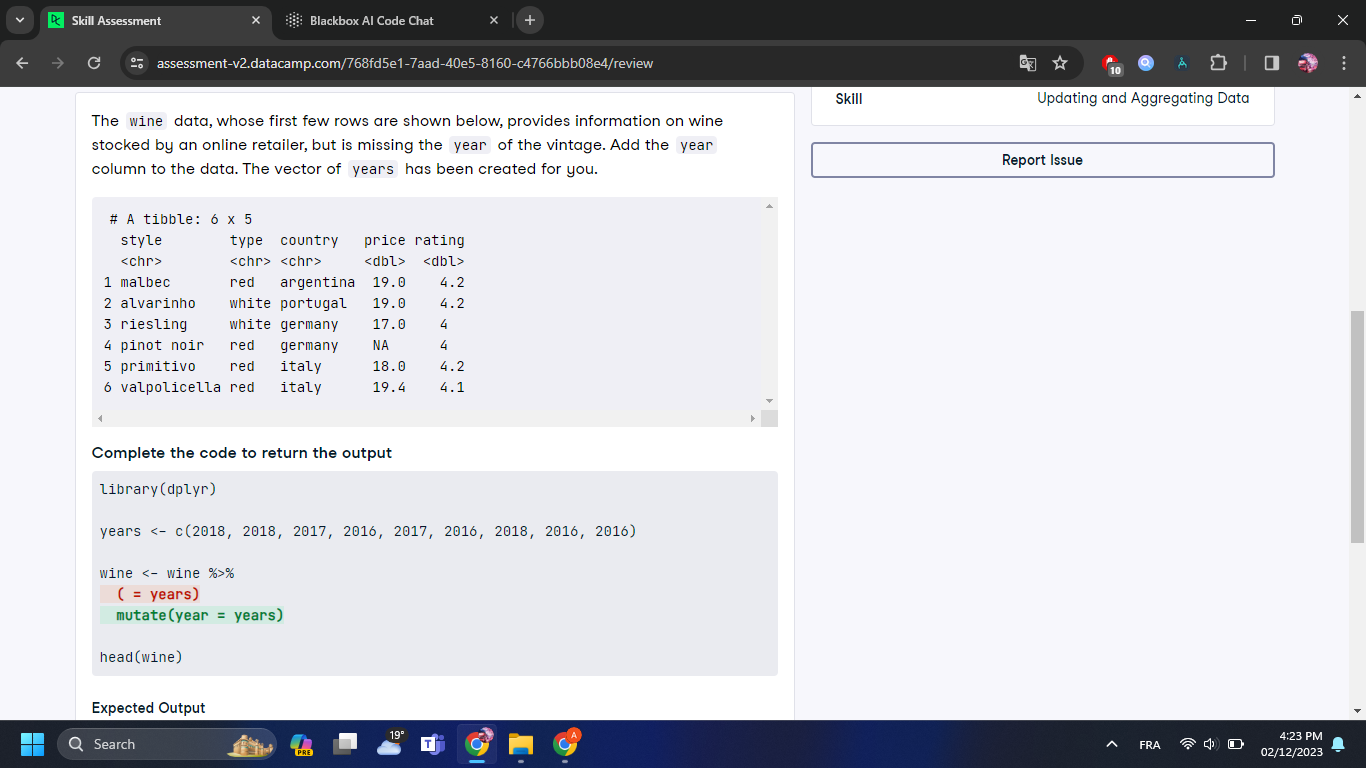 Skill Assessment
Blackbox AI Code Chat
assessment-v2.datacamp.com/768fd5e1-7aad-40e5-8160-c4766bbb08e4/review
10
The wine data, whose first few rows are shown below, provides information on wine
stocked by an online retailer, but is missing the year of the vintage. Add the year
column to the data. The vector of years has been created for you.
# A tibble: 6 x 5
style type country price rating
<chr> <chr> <chr> <dbl> <dbl>
1 malbec red argentina 19.0 4.2
2 alvarinho white portugal 19.0 4.2
3 riesling white germany 17.0 4
4 pinot noir red germany NA 4
5 primitivo red italy 18.0 4.2
6 valpolicella red italy 19.4 4.1
Complete the code to return the output
library(dplyr)
years <- c(2018, 2018, 2017, 2016, 2017, 2016, 2018, 2016, 2016)
wine <- wine %>%
( = years)
mutate(year = years)
head(wine)
Expected Output
Skill Updating and Aggregating Data
Report Issue
Search
PRE
19°
A
FRA
4:23 PM
02/12/2023